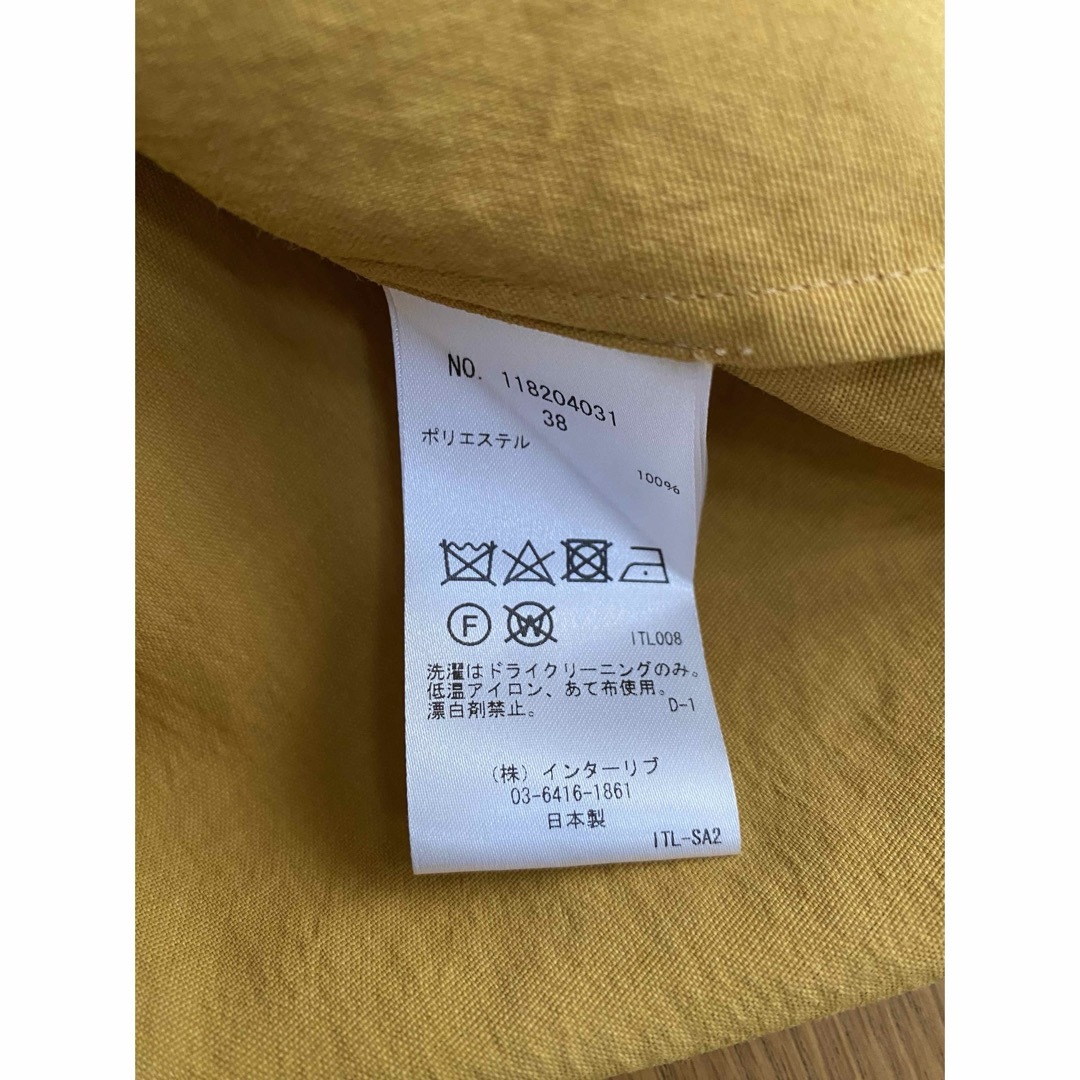 NO. 118204031
38
ポリエステル
100%
F W
ITL008
洗濯はドライクリーニングのみ。
低温アイロン、あて布使用。
漂白剤禁止。 D-1
(株)インターリブ
03-6416-1861
日本製
ITL-SA2